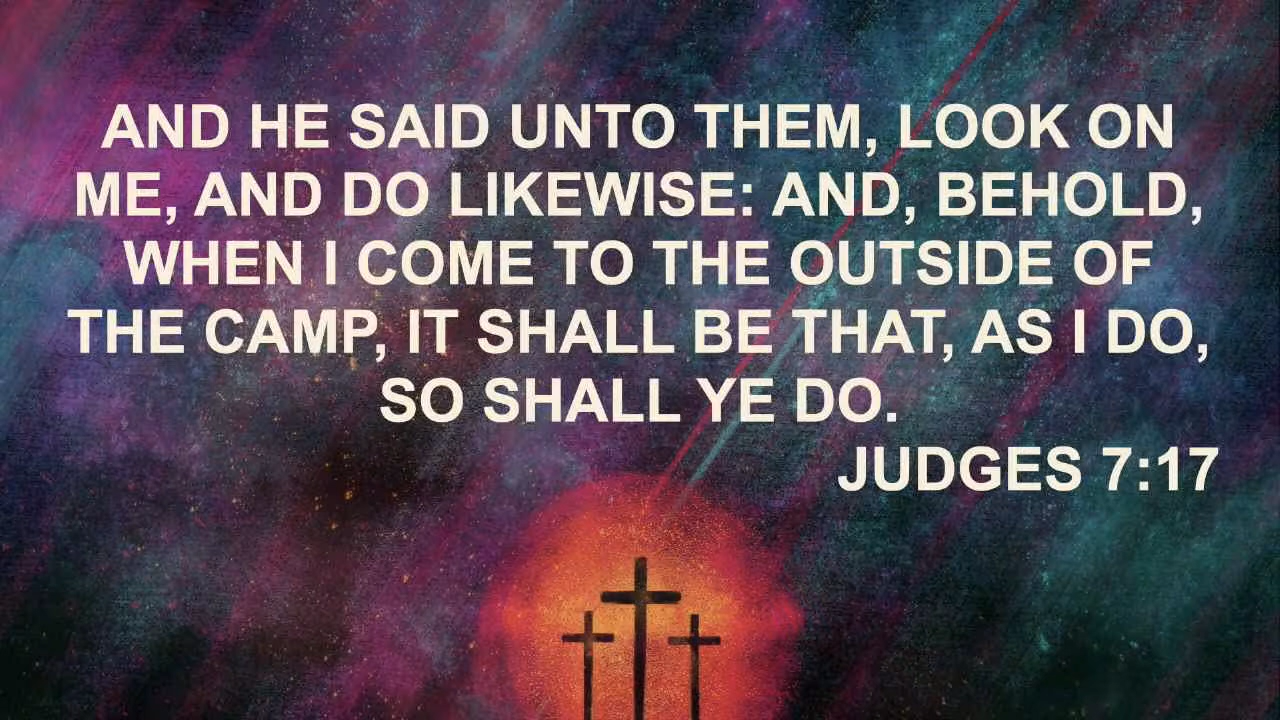 AND HE SAID UNTO THEM, LOOK ON
ME, AND DO LIKEWISE: AND, BEHOLD,
WHEN I COME TO THE OUTSIDE OF
THE CAMP, IT SHALL BE THAT, AS I DO,
SO SHALL YE DO.
JUDGES 7:17